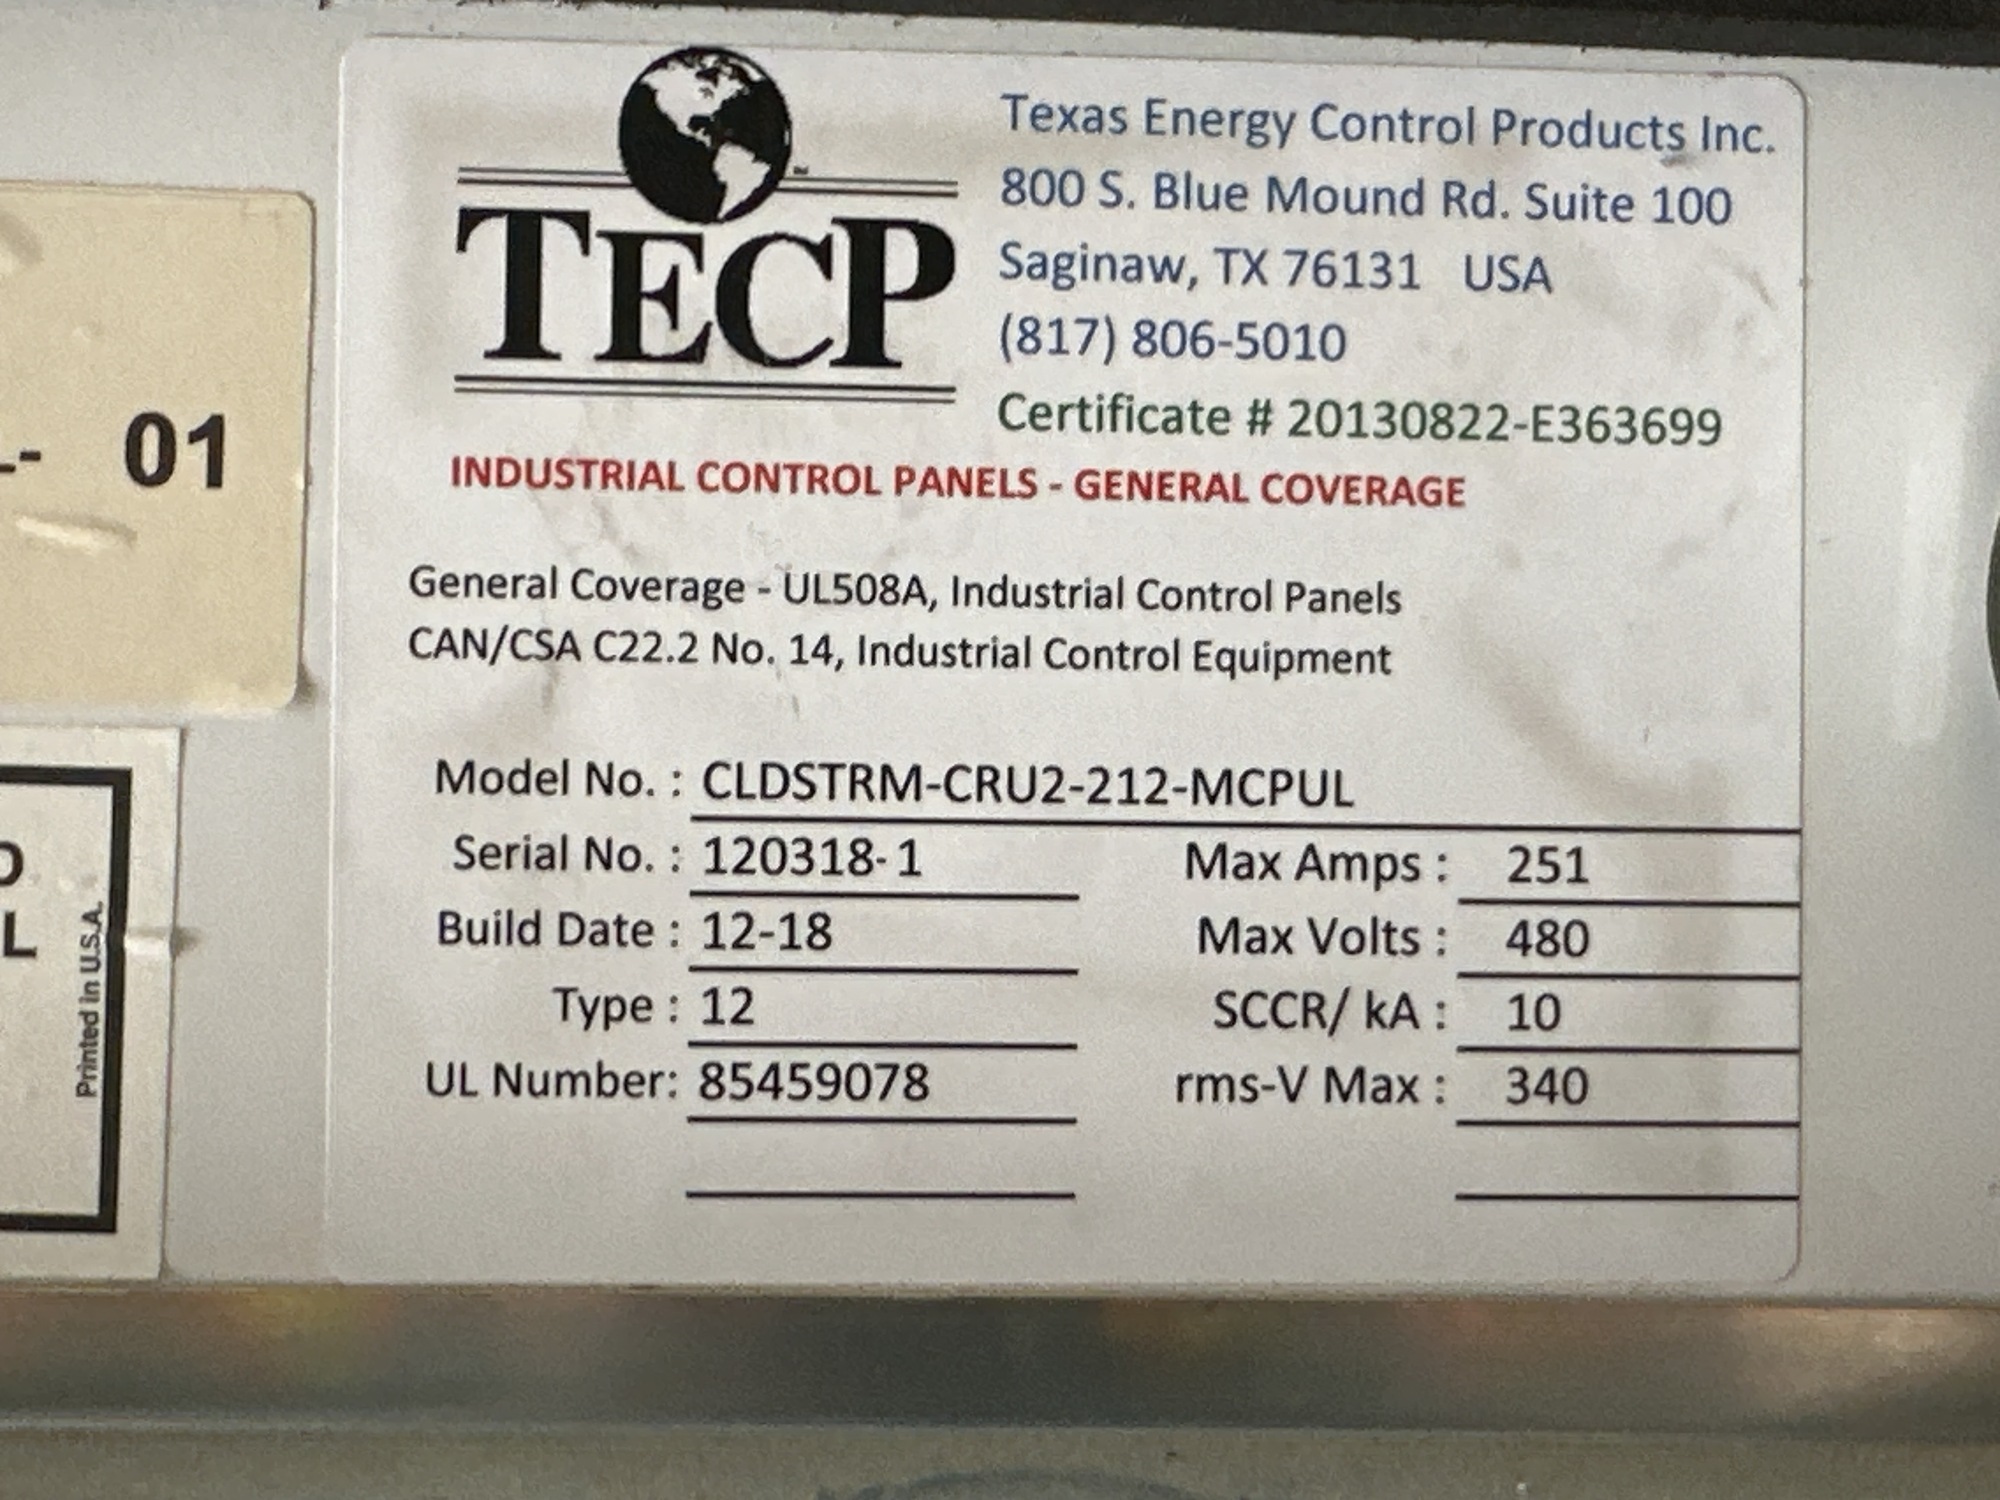 TECP
Texas Energy Control Products Inc.
800 S. Blue Mound Rd. Suite 100
Saginaw, TX 76131 USA
(817) 806-5010
Certificate # 20130822-E363699
INDUSTRIAL CONTROL PANELS - GENERAL COVERAGE
General Coverage - UL508A, Industrial Control Panels
CAN/CSA C22.2 No. 14, Industrial Control Equipment
Model No. : CLDSTRM-CRU2-212-MCPUL
Serial No. : 120318-1 Max Amps : 251
Build Date : 12-18 Max Volts : 480
Type : 12 SCCR/ kA : 10
UL Number: 85459078 rms-V Max : 340
- 01
L
Printed in U.S.A.